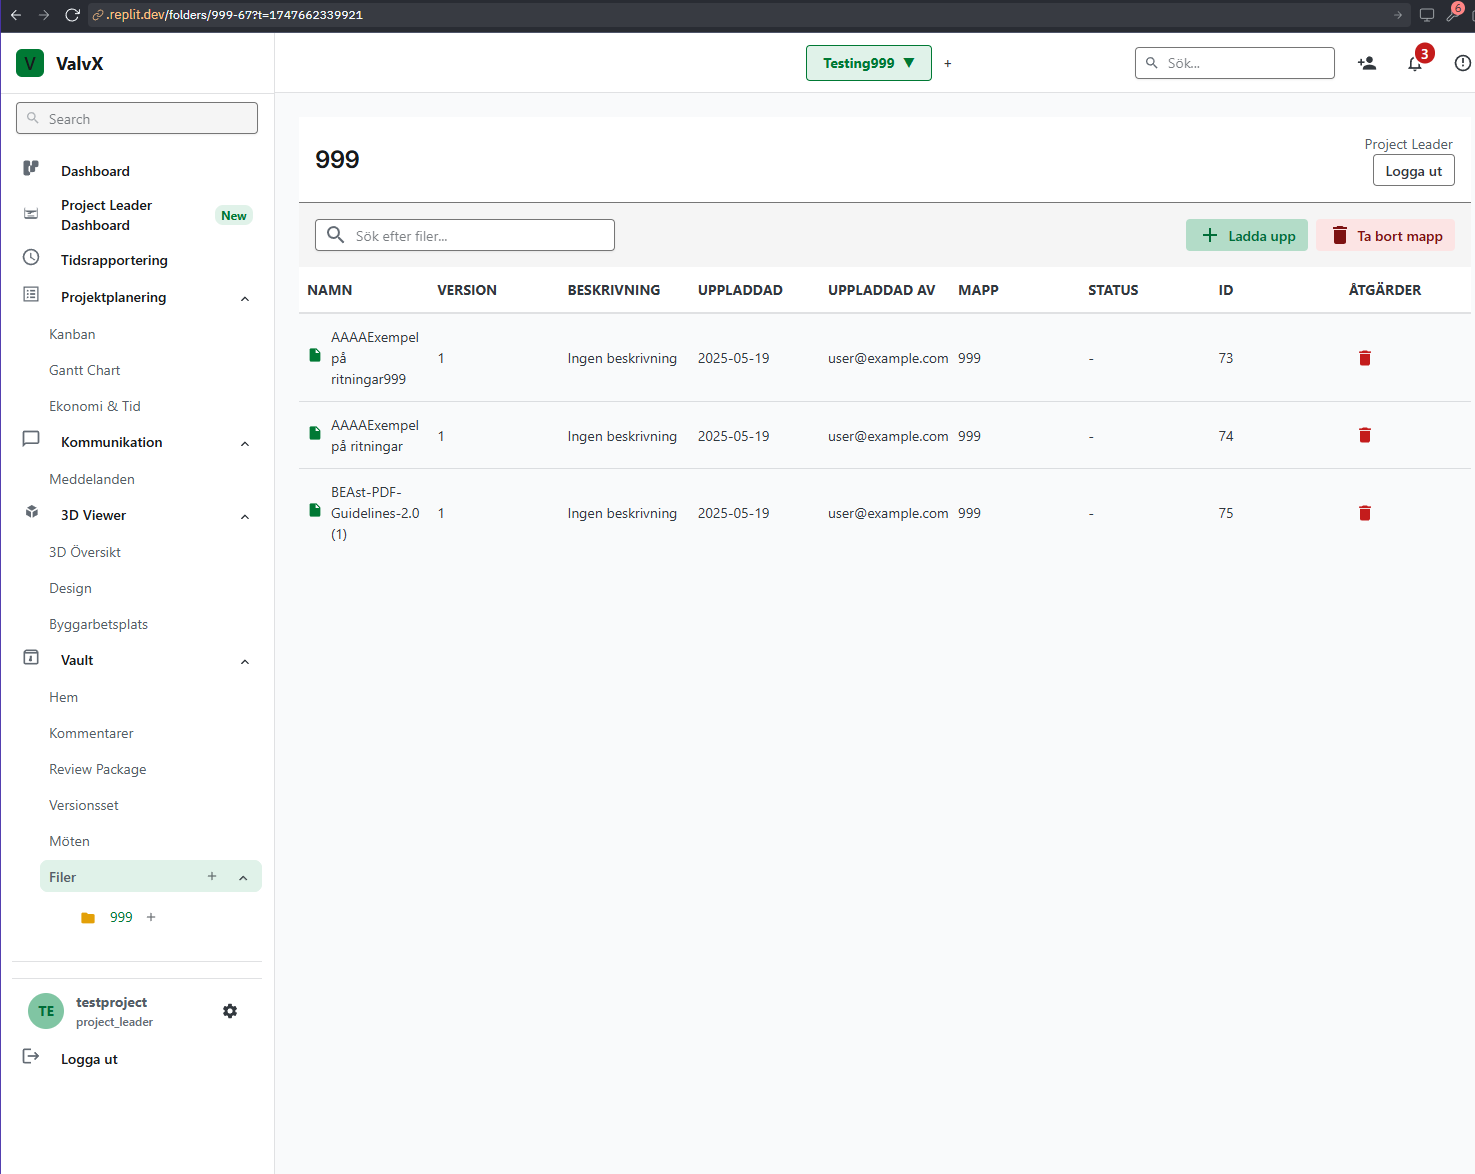 .replit.dev/folders/999-67?t=1747662339921
6
V ValvX
Testing999 ▼ +
Sök...
3
Search
Dashboard
Project Leader
Dashboard
New
Tidsrapportering
Projektplanering
Kanban
Gantt Chart
Ekonomi & Tid
Kommunikation
Meddelanden
3D Viewer
3D Översikt
Design
Byggarbetsplats
Vault
Hem
Kommentarer
Review Package
Versionsset
Möten
Filer +
999 +
TE
testproject
project_leader
Logga ut
999
Project Leader
Logga ut
Sök efter filer...
+ Ladda upp
Ta bort mapp
NAMN VERSION BESKRIVNING UPPLADDAD UPPLADDAD AV MAPP STATUS ID ÅTGÄRDER
AAAAExempel
på
ritningar999
1 Ingen beskrivning 2025-05-19 user@example.com 999 - 73
AAAAExempel
på ritningar
1 Ingen beskrivning 2025-05-19 user@example.com 999 - 74
BEAst-PDF-
Guidelines-2.0
(1)
1 Ingen beskrivning 2025-05-19 user@example.com 999 - 75